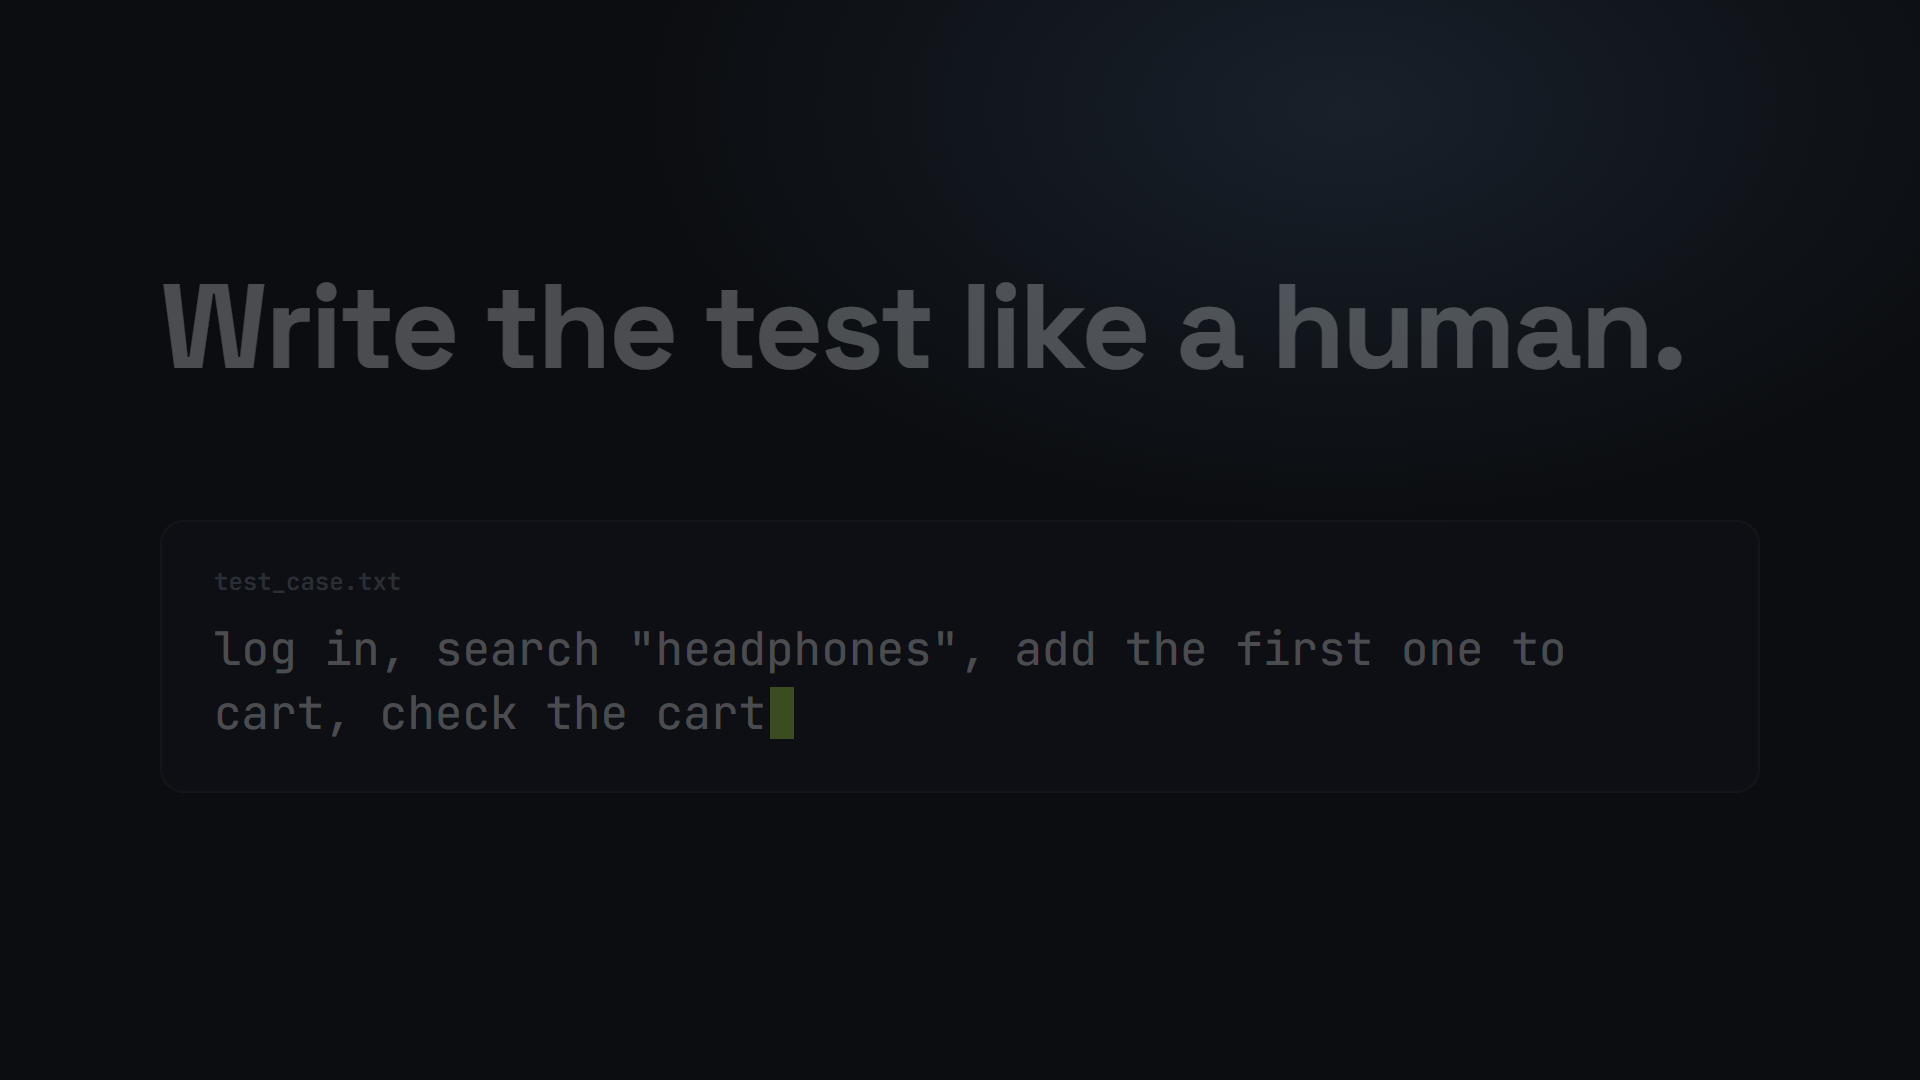 Write the test like a human.
test_case.txt
log in, search "headphones", add the first one to
cart, check the cart